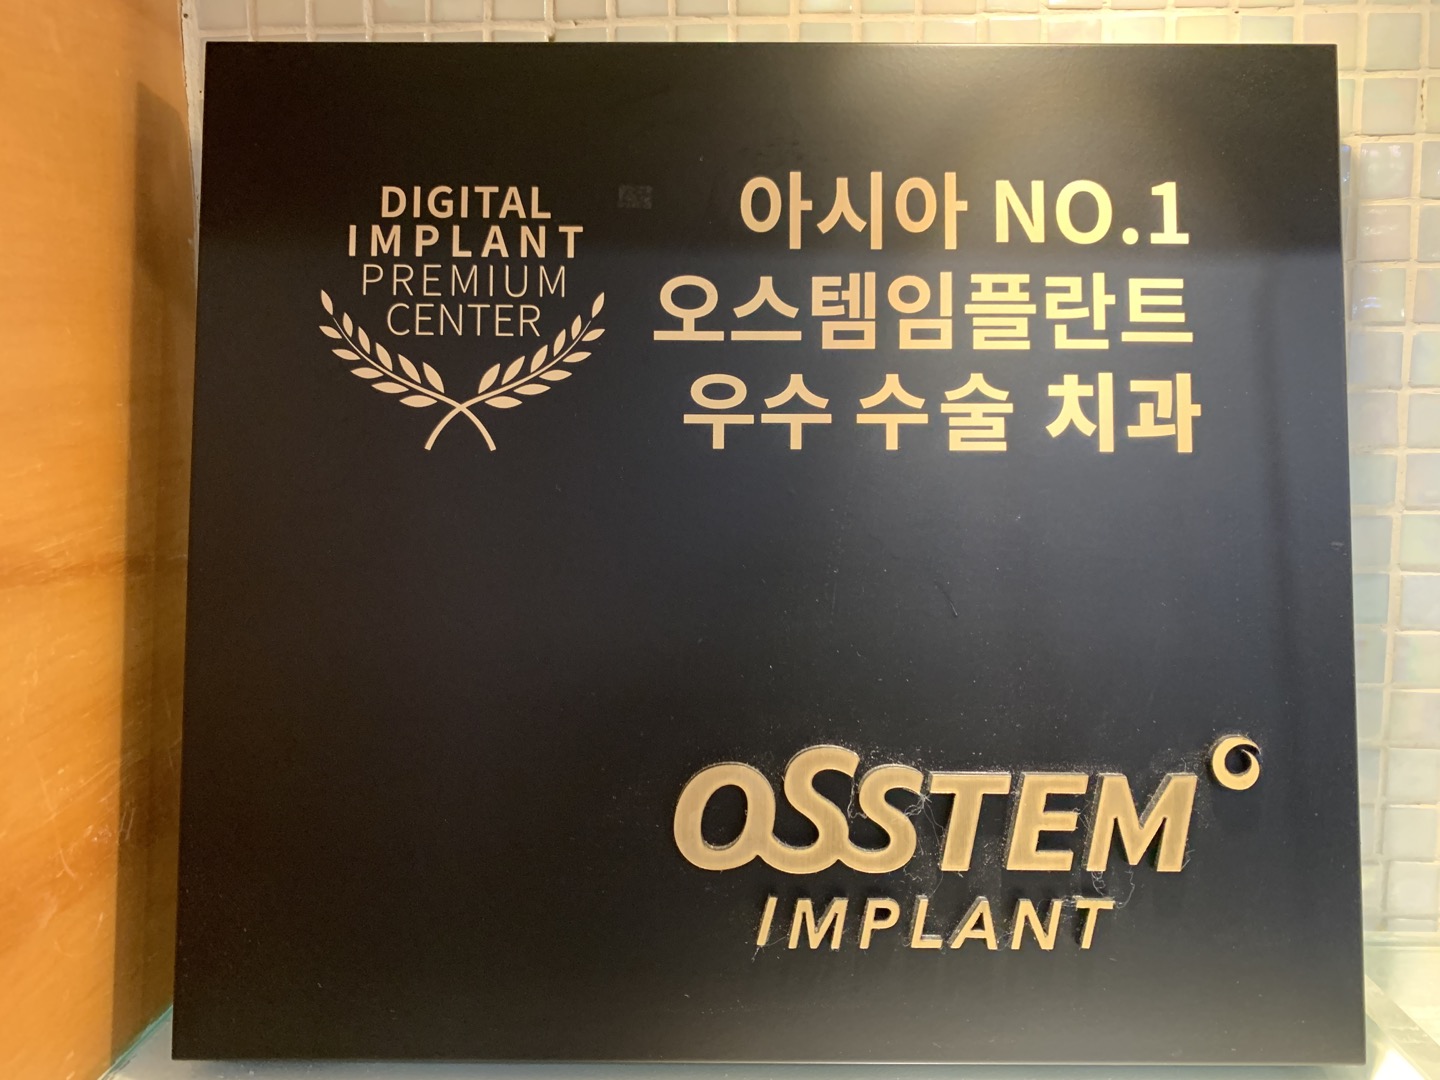 DIGITAL
IMPLANT
PREMIUM
CENTER
아시아 NO.1
오스템임플란트
우수 수술 치과
OSSTEM
IMPLANT